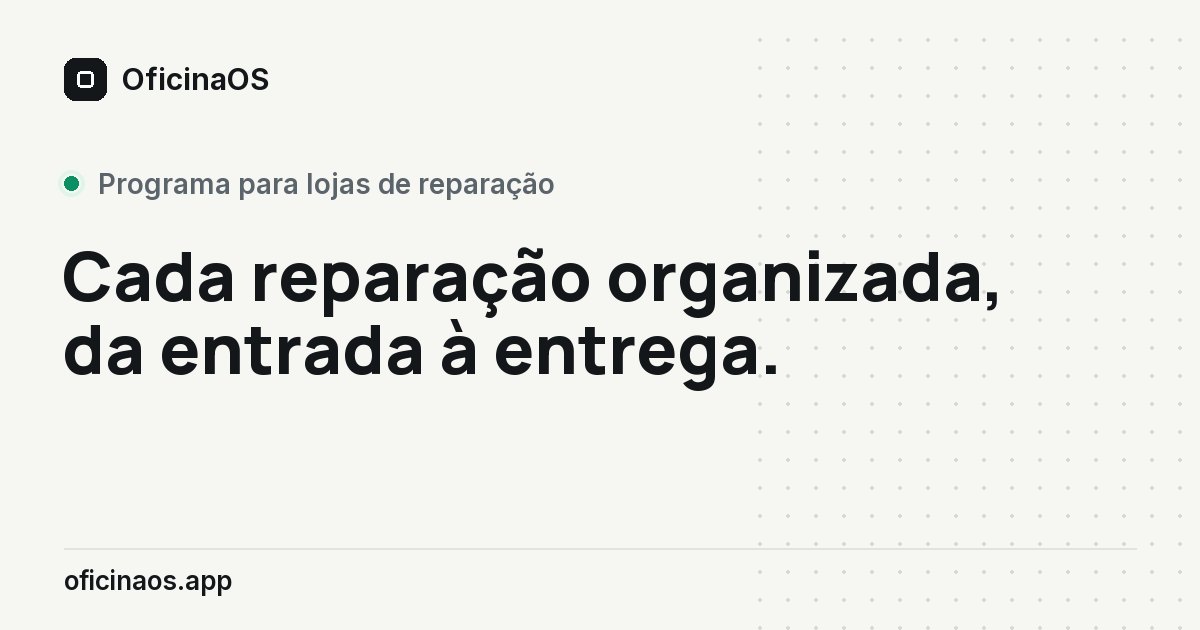 OficinaOS
Programa para lojas de reparação
Cada reparação organizada,
da entrada à entrega.
oficinaos.app